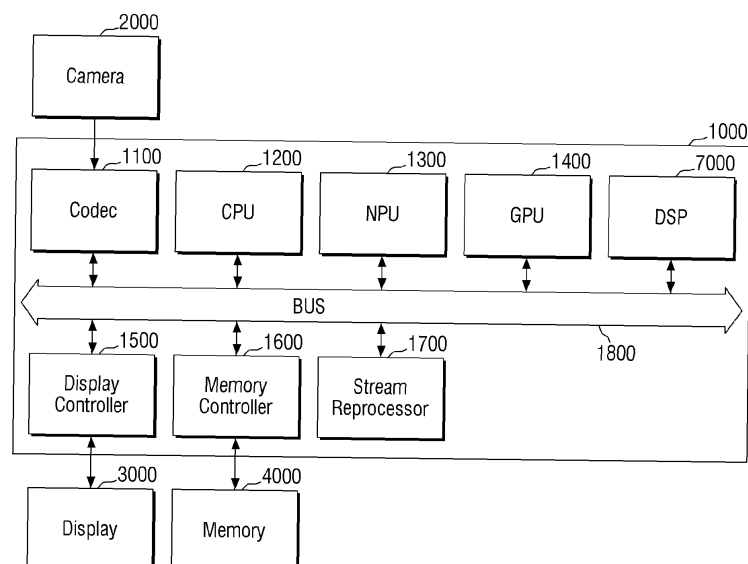 2000
Camera
1000
1100
1200
1300
1400
7000
Codec
CPU
NPU
GPU
DSP
BUS
1800
1500
1600
1700
Display
Controller
Memory
Controller
Stream
Reprocessor
3000
4000
Display
Memory